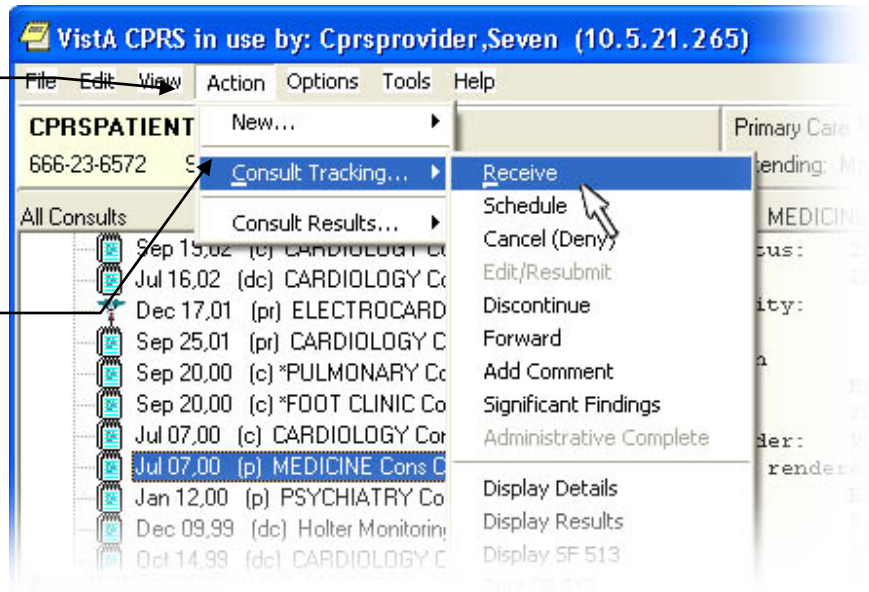 VistA CPRS in use by: Cprsprovider,Seven (10.5.21.265)
File Edit View Action Options Tools Help
CPRSPATIENT
666-23-6572
New...
Consult Tracking...
Consult Results...
Primary Care
All Consults
Receive
Schedule
Cancel (Deny)
Edit/Resubmit
Discontinue
Forward
Add Comment
Significant Findings
Administrative Complete
Display Details
Display Results
Display SF 513
Sep 19,02 (c) CARDIOLOGY
Jul 16,02 (dc) CARDIOLOGY
Dec 17,01 (pr) ELECTROCARD
Sep 25,01 (pr) CARDIOLOGY C
Sep 20,00 (c) *PULMONARY Co
Sep 20,00 (c) *FOOT CLINIC Co
Jul 07,00 (c) CARDIOLOGY Con
Jul 07,00 (p) MEDICINE Cons C
Jan 12,00 (p) PSYCHIATRY Co
Dec 09,99 (dc) Holter Monitoring
Oct 14,99 (dc) CARDIOLOGY C
MEDICINE
tus:
ity:
der:
render